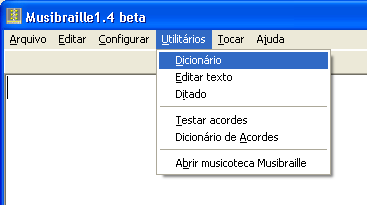 Musibraille1.4 beta
Arquivo Editar Configurar Utilitários Tocar Ajuda
Dicionário
Editar texto
Ditado
Testar acordes
Dicionário de Acordes
Abrir musicoteca Musibraille